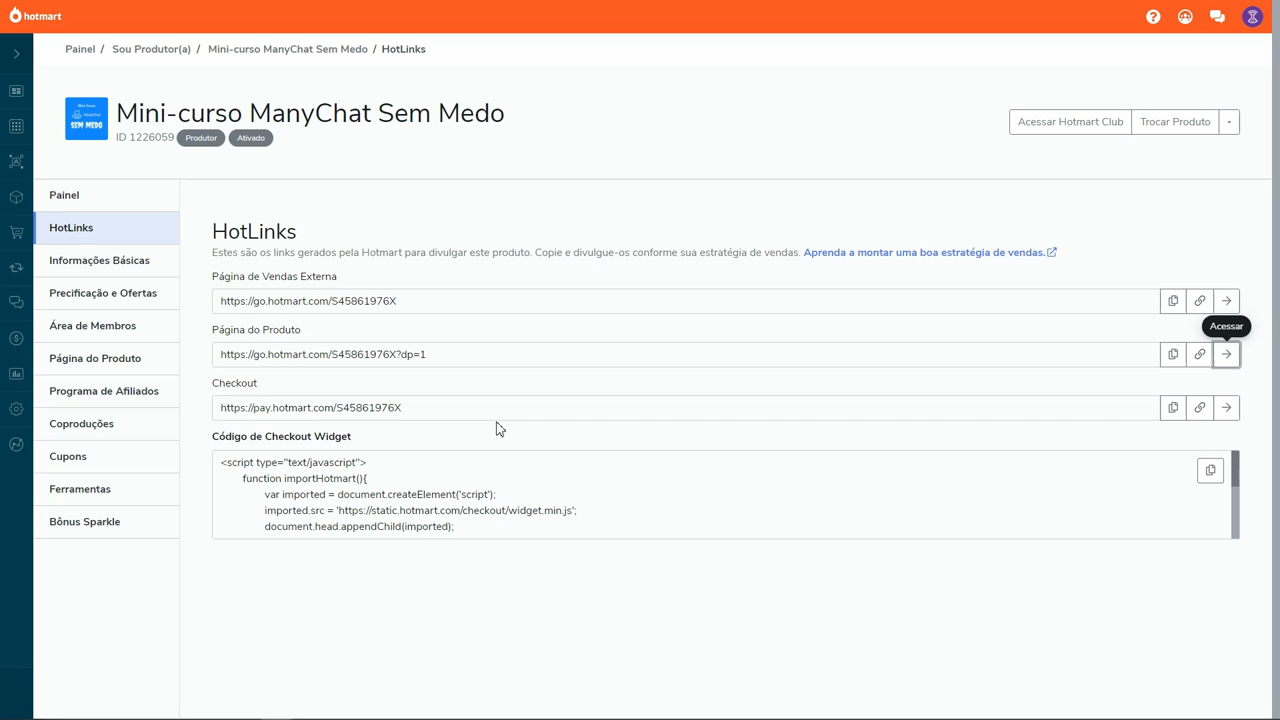 hotmart
Painel / Sou Produtor(a) / Mini-curso ManyChat Sem Medo / HotLinks
Mini Curso
ManyChat
SEM MEDO
Mini-curso ManyChat Sem Medo
ID 1226059 Produtor Ativado
Acessar Hotmart Club
Trocar Produto
Painel
HotLinks
Informações Básicas
Precificação e Ofertas
Área de Membros
Página do Produto
Programa de Afiliados
Coproduções
Cupons
Ferramentas
Bônus Sparkle
HotLinks
Estes são os links gerados pela Hotmart para divulgar este produto. Copie e divulgue-os conforme sua estratégia de vendas. Aprenda a montar uma boa estratégia de vendas.
Página de Vendas Externa
https://go.hotmart.com/S45861976X
Acessar
Página do Produto
https://go.hotmart.com/S45861976X?dp=1
Checkout
https://pay.hotmart.com/S45861976X
Código de Checkout Widget
<script type="text/javascript">
function importHotmart(){
var imported = document.createElement('script');
imported.src = 'https://static.hotmart.com/checkout/widget.min.js';
document.head.appendChild(imported);